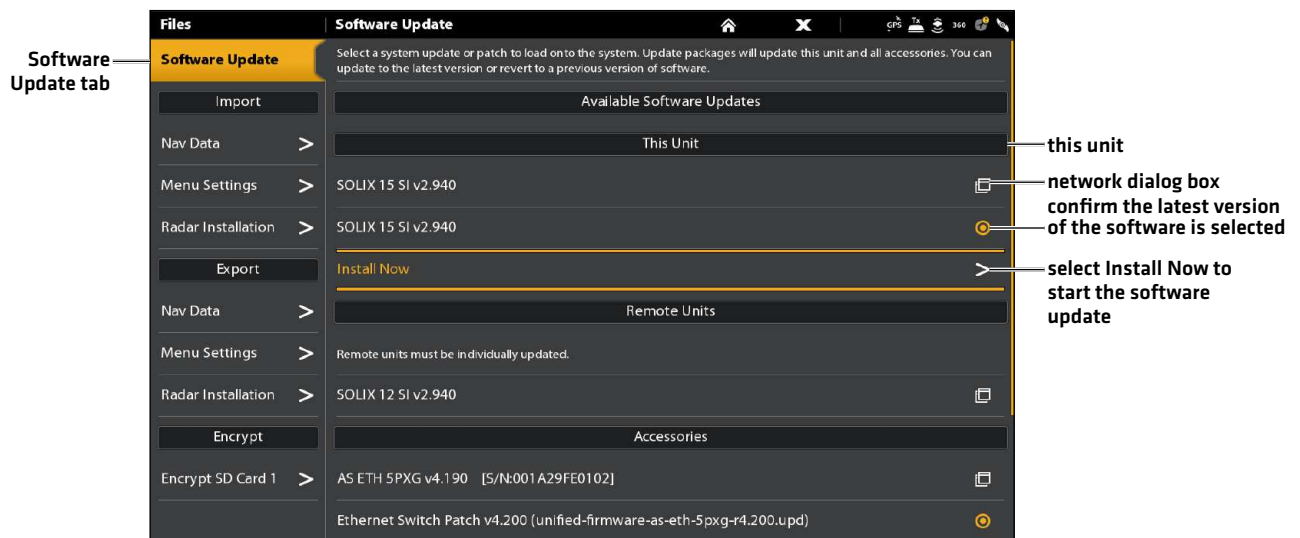 Files
Software Update
GPS Tx 360
Software Update tab
Software Update
Select a system update or patch to load onto the system. Update packages will update this unit and all accessories. You can
update to the latest version or revert to a previous version of software.
Import
Available Software Updates
Nav Data
This Unit
this unit
Menu Settings
SOLIX 15 SI v2.940
network dialog box
Radar Installation
SOLIX 15 SI v2.940
confirm the latest version
of the software is selected
Export
Install Now
select Install Now to
start the software
update
Nav Data
Remote Units
Menu Settings
Remote units must be individually updated.
Radar Installation
SOLIX 12 SI v2.940
Encrypt
Accessories
Encrypt SD Card 1
AS ETH 5PXG v4.190 [S/N:001A29FE0102]
Ethernet Switch Patch v4.200 (unified-firmware-as-eth-5pxg-r4.200.upd)